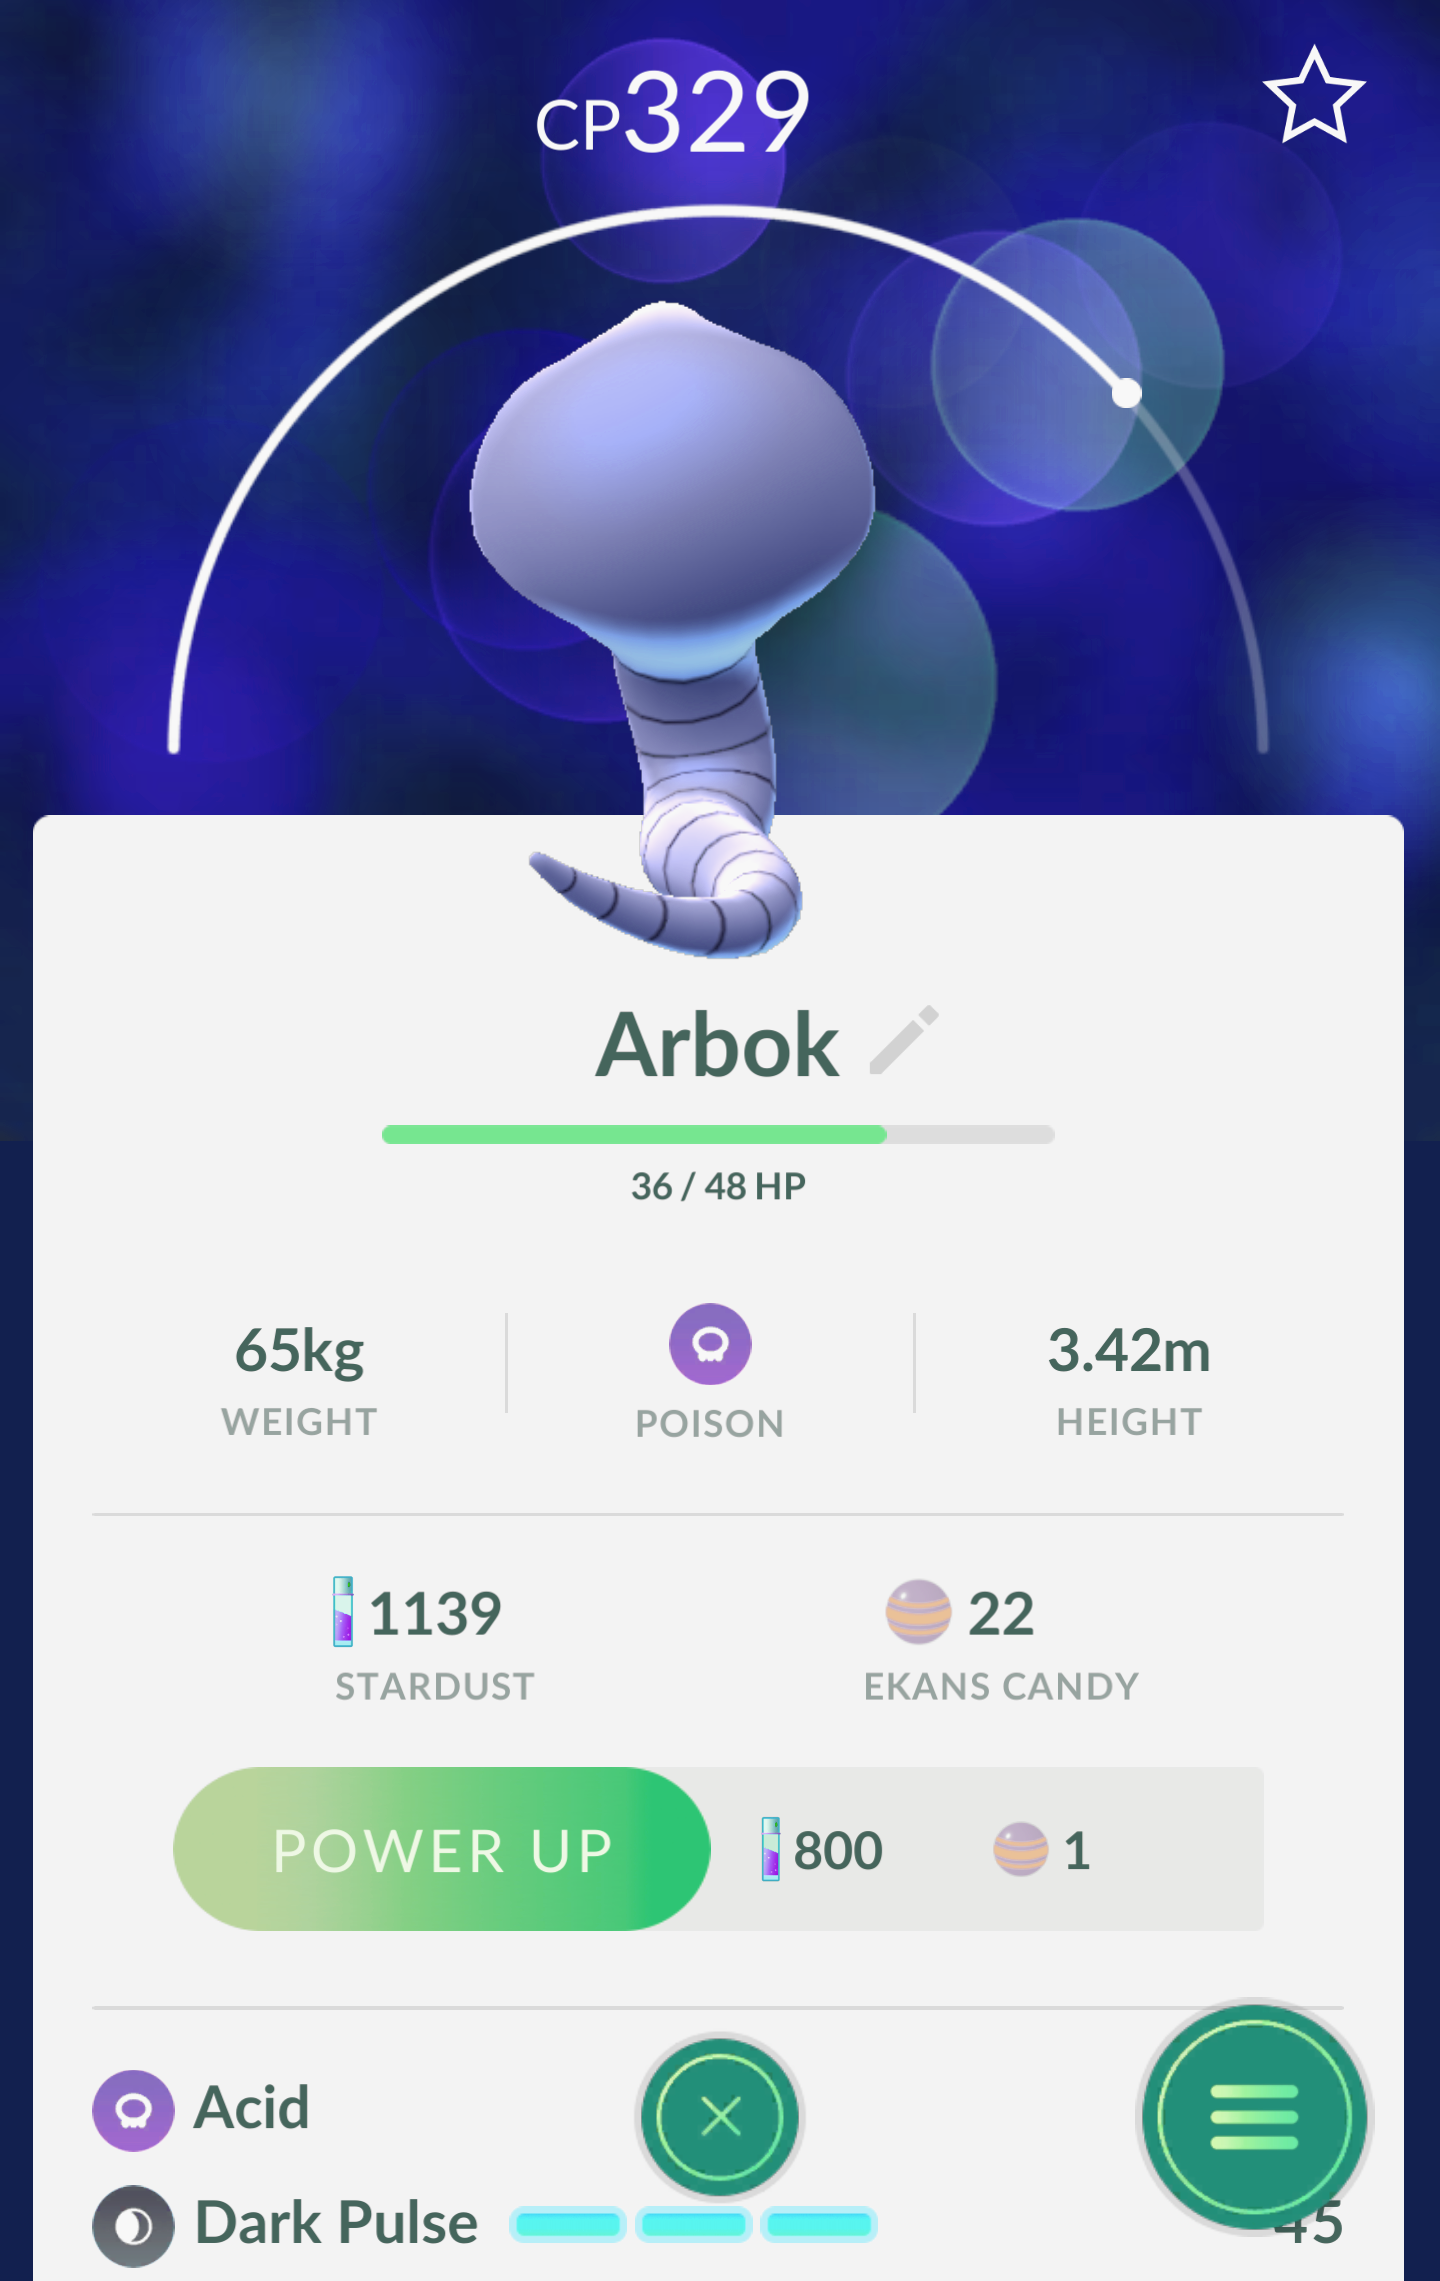 CP329
Arbok
36 / 48 HP
65kg
WEIGHT
POISON
3.42m
HEIGHT
1139
STARDUST
22
EKANS CANDY
POWER UP
800
1
Acid
Dark Pulse
45